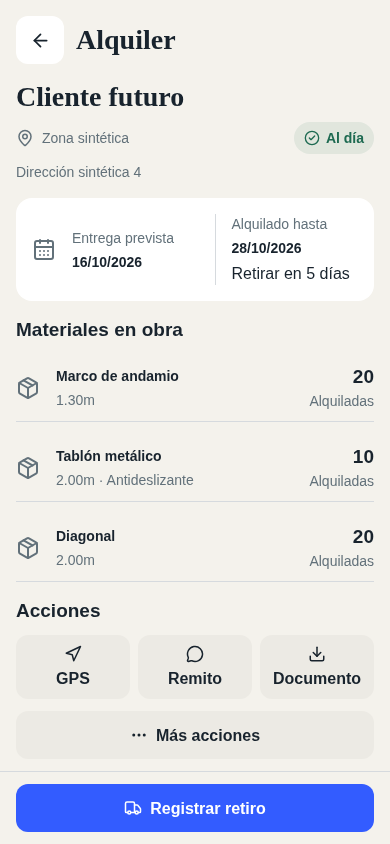 Alquiler
Cliente futuro
Zona sintética
Al día
Dirección sintética 4
Entrega prevista
16/10/2026
Alquilado hasta
28/10/2026
Retirar en 5 días
Materiales en obra
Marco de andamio
1.30m
20
Alquiladas
Tablón metálico
2.00m · Antideslizante
10
Alquiladas
Diagonal
2.00m
20
Alquiladas
Acciones
GPS
Remito
Documento
Más acciones
Registrar retiro